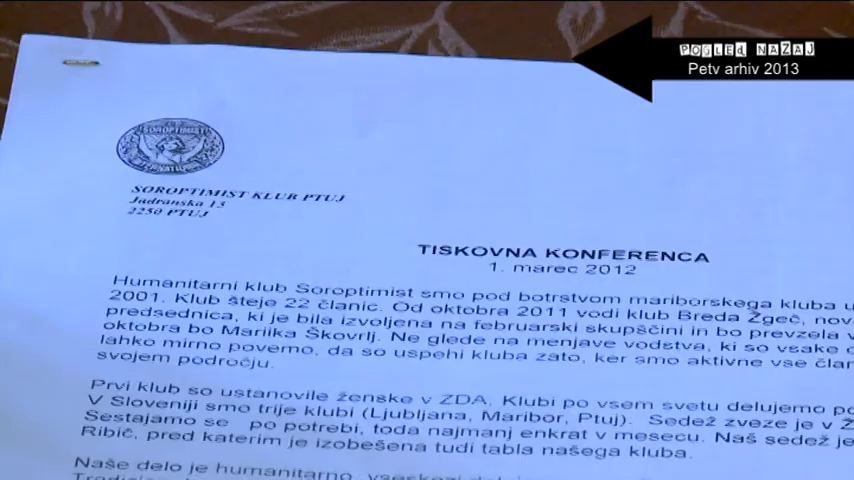 POGLED NAZAJ
Petv arhiv 2013
SOROPTIMIST
SOROPTIMIST KLUB PTUJ
Jadranska 13
2250 PTUJ
TISKOVNA KONFERENCA
1. marec 2012
Humanitarni klub Soroptimist smo pod botrstvom mariborskega kluba
2001. Klub šteje 22 članic. Od oktobra 2011 vodi klub Breda Žgeč,
predsednica, ki je bila izvoljena na februarski skupščini in bo prevzela
oktobra bo Marijka Škovrlj. Ne glede na menjave vodstva, ki so vsake
lahko mirno povemo, da so uspehi kluba zato, ker smo aktivne vse
svojem področju.
Prvi klub so ustanovile ženske v ZDA. Klubi po vsem svetu delujemo
V Sloveniji smo trije klubi (Ljubljana, Maribor, Ptuj). Sedež zveze je v
Sestajamo se po potrebi, toda najmanj enkrat v mesecu. Naš sedež je
Ribič, pred katerim je izobešena tudi tabla našega kluba.
Naše delo je humanitarno,